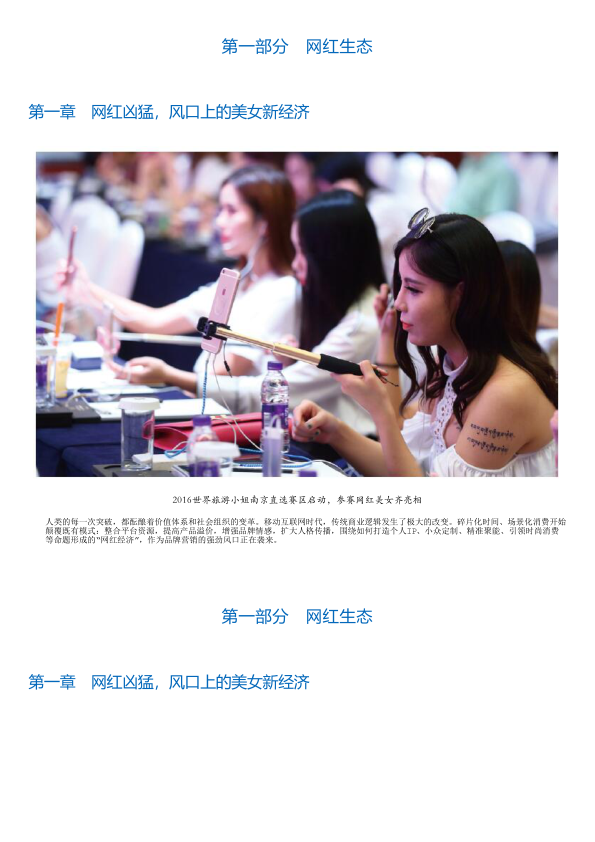 第一部分　网红生态
第一章　网红凶猛，风口上的美女新经济
2016世界旅游小姐南京直选赛区启动，参赛网红美女齐亮相
人类的每一次突破，都酝酿着价值体系和社会组织的变革。移动互联网时代，传统商业逻辑发生了极大的改变。碎片化时间、场景化消费开始
颠覆既有模式；整合平台资源，提高产品溢价，增强品牌情感，扩大人格传播，围绕如何打造个人IP，小众定制、精准聚能、引领时尚消费
等命题形成的“网红经济”，作为品牌营销的强劲风口正在袭来。
第一部分　网红生态
第一章　网红凶猛，风口上的美女新经济